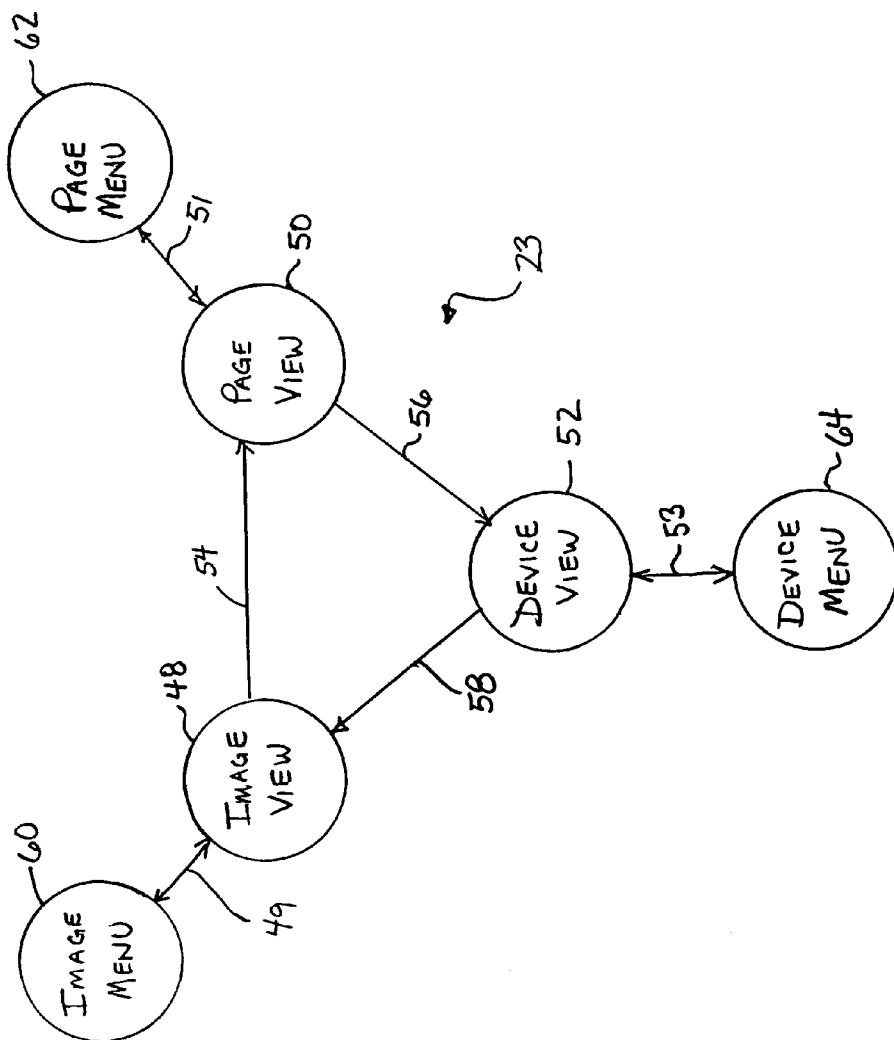 60
IMAGE
MENU
62
PAGE
MENU
49
48
IMAGE
VIEW
54
51
PAGE
VIEW
50
58
56
23
DEVICE
VIEW
52
53
DEVICE
MENU
64